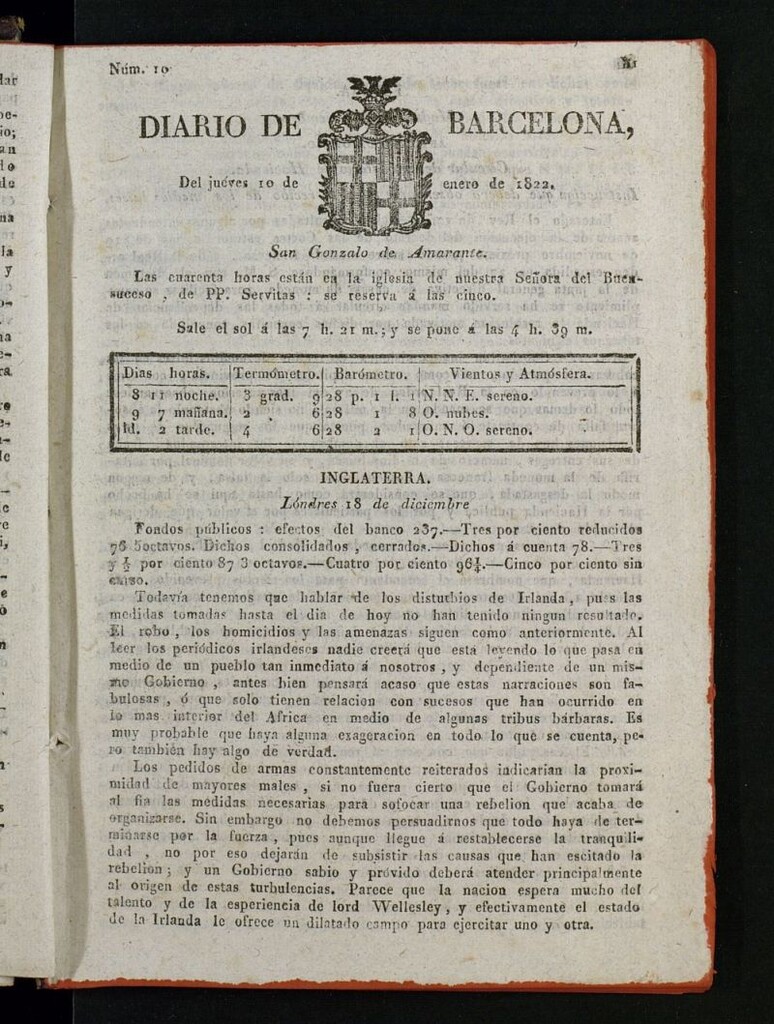 Núm. 10
DIARIO DE BARCELONA,
Del juéves 10 de enero de 1822.
San Gonzalo de Amarante.
Las cuarenta horas están en la iglesia de nuestra Señora del Buen-
suceso, de PP. Servitas: se reserva á las cinco.
Sale el sol á las 7 h. 21 m.; y se pone á las 4 h. 39 m.
Dias horas. Termómetro. Barómetro. Vientos y Atmósfera.
8 11 noche. 3 grad. 9 28 p. 1 l. 1 N. N. E. sereno.
9 7 mañana. 2 6 28 1 8 O. nubes.
Id. 2 tarde. 4 6 28 2 1 O. N. O. sereno.
INGLATERRA.
Lóndres 18 de diciembre
Fondos públicos: efectos del banco 237.—Tres por ciento reducidos
76 5octavos. Dichos consolidados, cerrados.—Dichos á cuenta 78.—Tres
y ½ por ciento 87 3 octavos.—Cuatro por ciento 96¼.—Cinco por ciento sin
Todavía tenemos que hablar de los disturbios de Irlanda, pues las
medidas tomadas hasta el dia de hoy no han tenido ningun resultado.
El robo, los homicidios y las amenazas siguen como anteriormente. Al
leer los periódicos irlandeses nadie creerá que está leyendo lo que pasa en
medio de un pueblo tan inmediato á nosotros, y dependiente de un mis-
mo Gobierno, antes bien pensará acaso que estas narraciones son fa-
bulosas, ó que solo tienen relacion con sucesos que han ocurrido en
lo mas interior del Africa en medio de algunas tribus bárbaras. Es
muy probable que haya alguna exageracion en todo lo que se cuenta, pe-
ro también hay algo de verdad.
Los pedidos de armas constantemente reiterados indicarian la proxi-
midad de mayores males, si no fuera cierto que el Gobierno tomará
al fin las medidas necesarias para sofocar una rebelion que acaba de
organizarse. Sin embargo no debemos persuadirnos que todo haya de ter-
minarse por la fuerza, pues aunque llegue á restablecerse la tranquili-
dad, no por eso dejarán de subsistir las causas que han escitado la
rebelion; y un Gobierno sabio y próvido deberá atender principalmente
al orígen de estas turbulencias. Parece que la nacion espera mucho del
talento y de la esperiencia de lord Wellesley, y efectivamente el estado
de la Irlanda le ofrece un dilatado campo para ejercitar uno y otra.